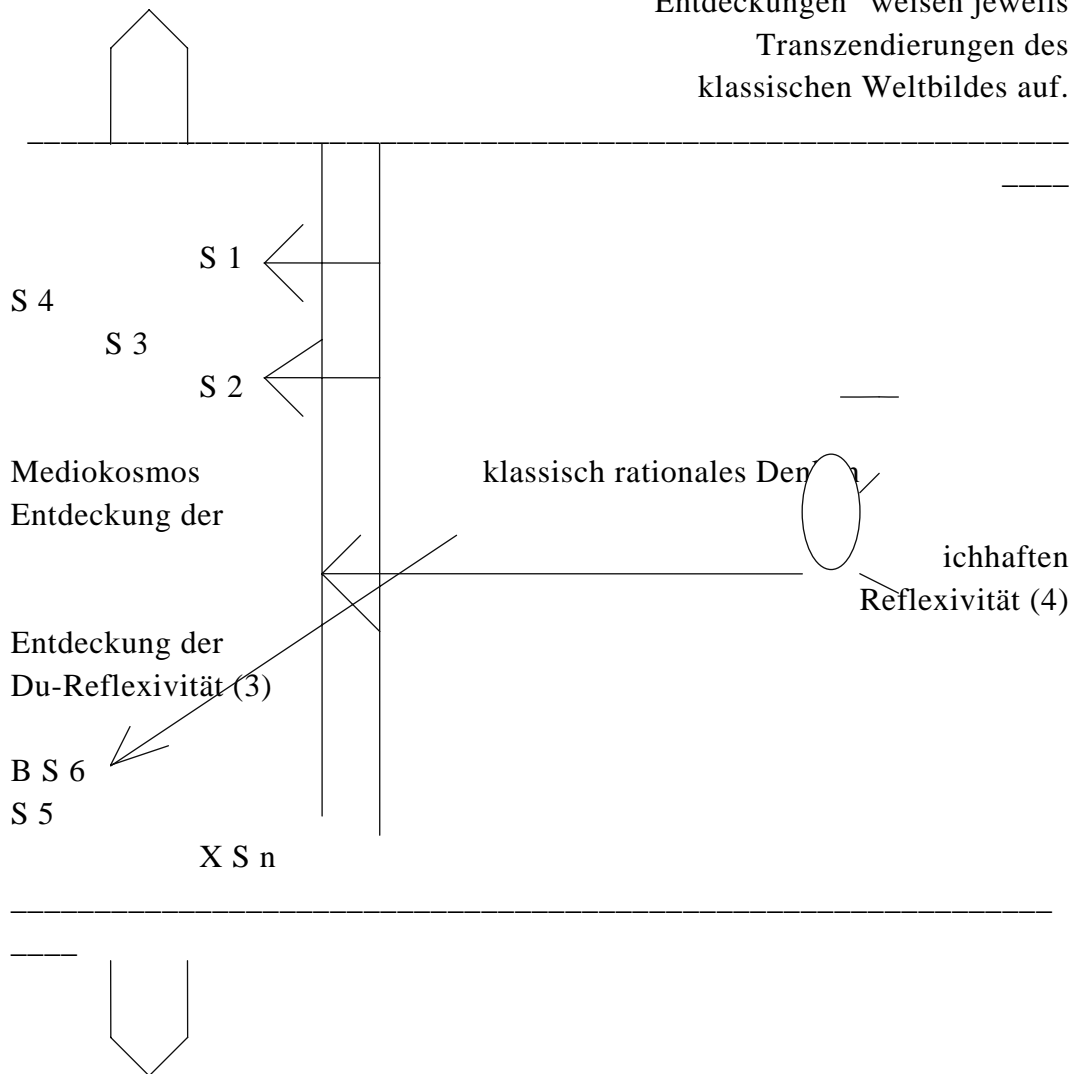 Entdeckungen" weisen jeweils
Transzendierungen des
klassischen Weltbildes auf.
S 1
S 4
S 3
S 2
Mediokosmos klassisch rationales Denken
Entdeckung der
ichhaften
Reflexivität (4)
Entdeckung der
Du-Reflexivität (3)
B S 6
S 5
X S n